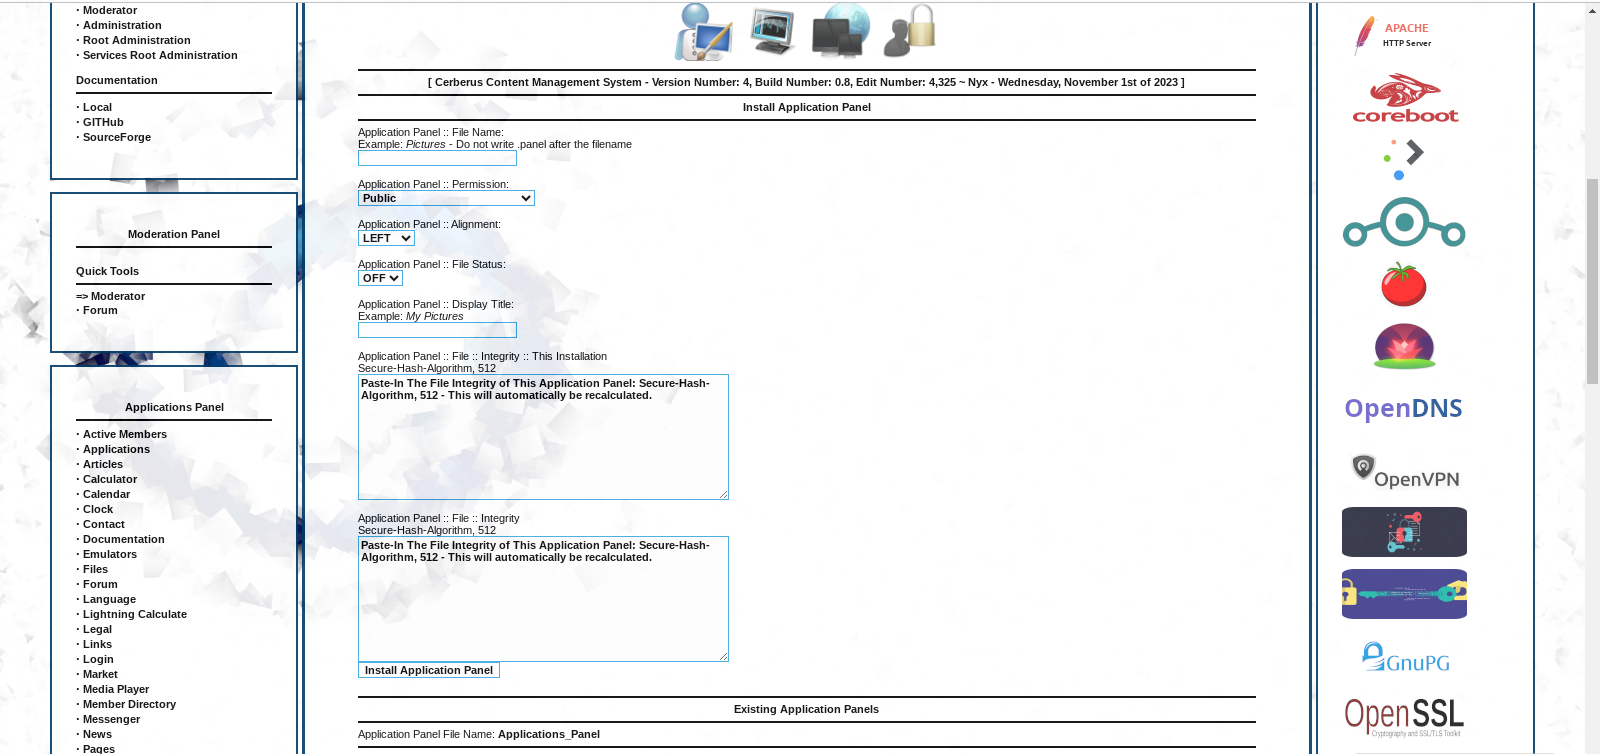 · Moderator
· Administration
· Root Administration
· Services Root Administration
Documentation
· Local
· GITHub
· SourceForge
Moderation Panel
Quick Tools
=> Moderator
· Forum
Applications Panel
· Active Members
· Applications
· Articles
· Calculator
· Calendar
· Clock
· Contact
· Documentation
· Emulators
· Files
· Forum
· Language
· Lightning Calculate
· Legal
· Links
· Login
· Market
· Media Player
· Member Directory
· Messenger
· News
· Pages
[ Cerberus Content Management System - Version Number: 4, Build Number: 0.8, Edit Number: 4,325 ~ Nyx - Wednesday, November 1st of 2023 ]
Install Application Panel
Application Panel :: File Name:
Example: Pictures - Do not write .panel after the filename
Application Panel :: Permission:
Public
Application Panel :: Alignment:
LEFT
Application Panel :: File Status:
OFF
Application Panel :: Display Title:
Example: My Pictures
Application Panel :: File :: Integrity :: This Installation
Secure-Hash-Algorithm, 512
Paste-In The File Integrity of This Application Panel: Secure-Hash-
Algorithm, 512 - This will automatically be recalculated.
Application Panel :: File :: Integrity
Secure-Hash-Algorithm, 512
Paste-In The File Integrity of This Application Panel: Secure-Hash-
Algorithm, 512 - This will automatically be recalculated.
Install Application Panel
Existing Application Panels
Application Panel File Name: Applications_Panel
APACHE
HTTP Server
coreboot
OpenDNS
OpenVPN
GnuPG
OpenSSL
Cryptography and SSL/TLS Toolkit